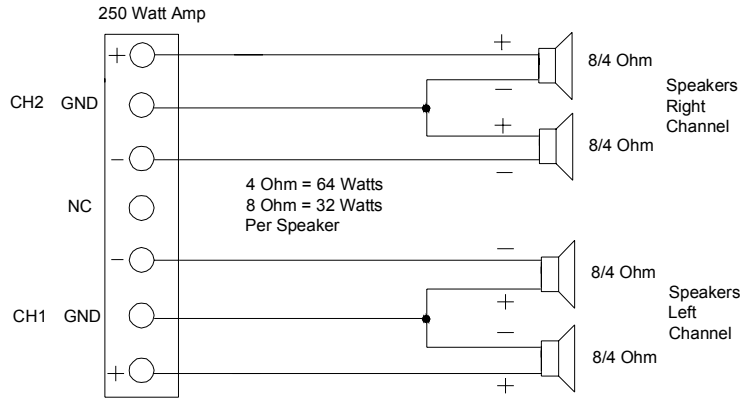 250 Watt Amp
+
+
8/4 Ohm
Speakers
Right
Channel
CH2 GND
−
+
8/4 Ohm
−
−
4 Ohm = 64 Watts
8 Ohm = 32 Watts
Per Speaker
NC
−
−
8/4 Ohm
Speakers
Left
Channel
+
CH1 GND
−
8/4 Ohm
+
+